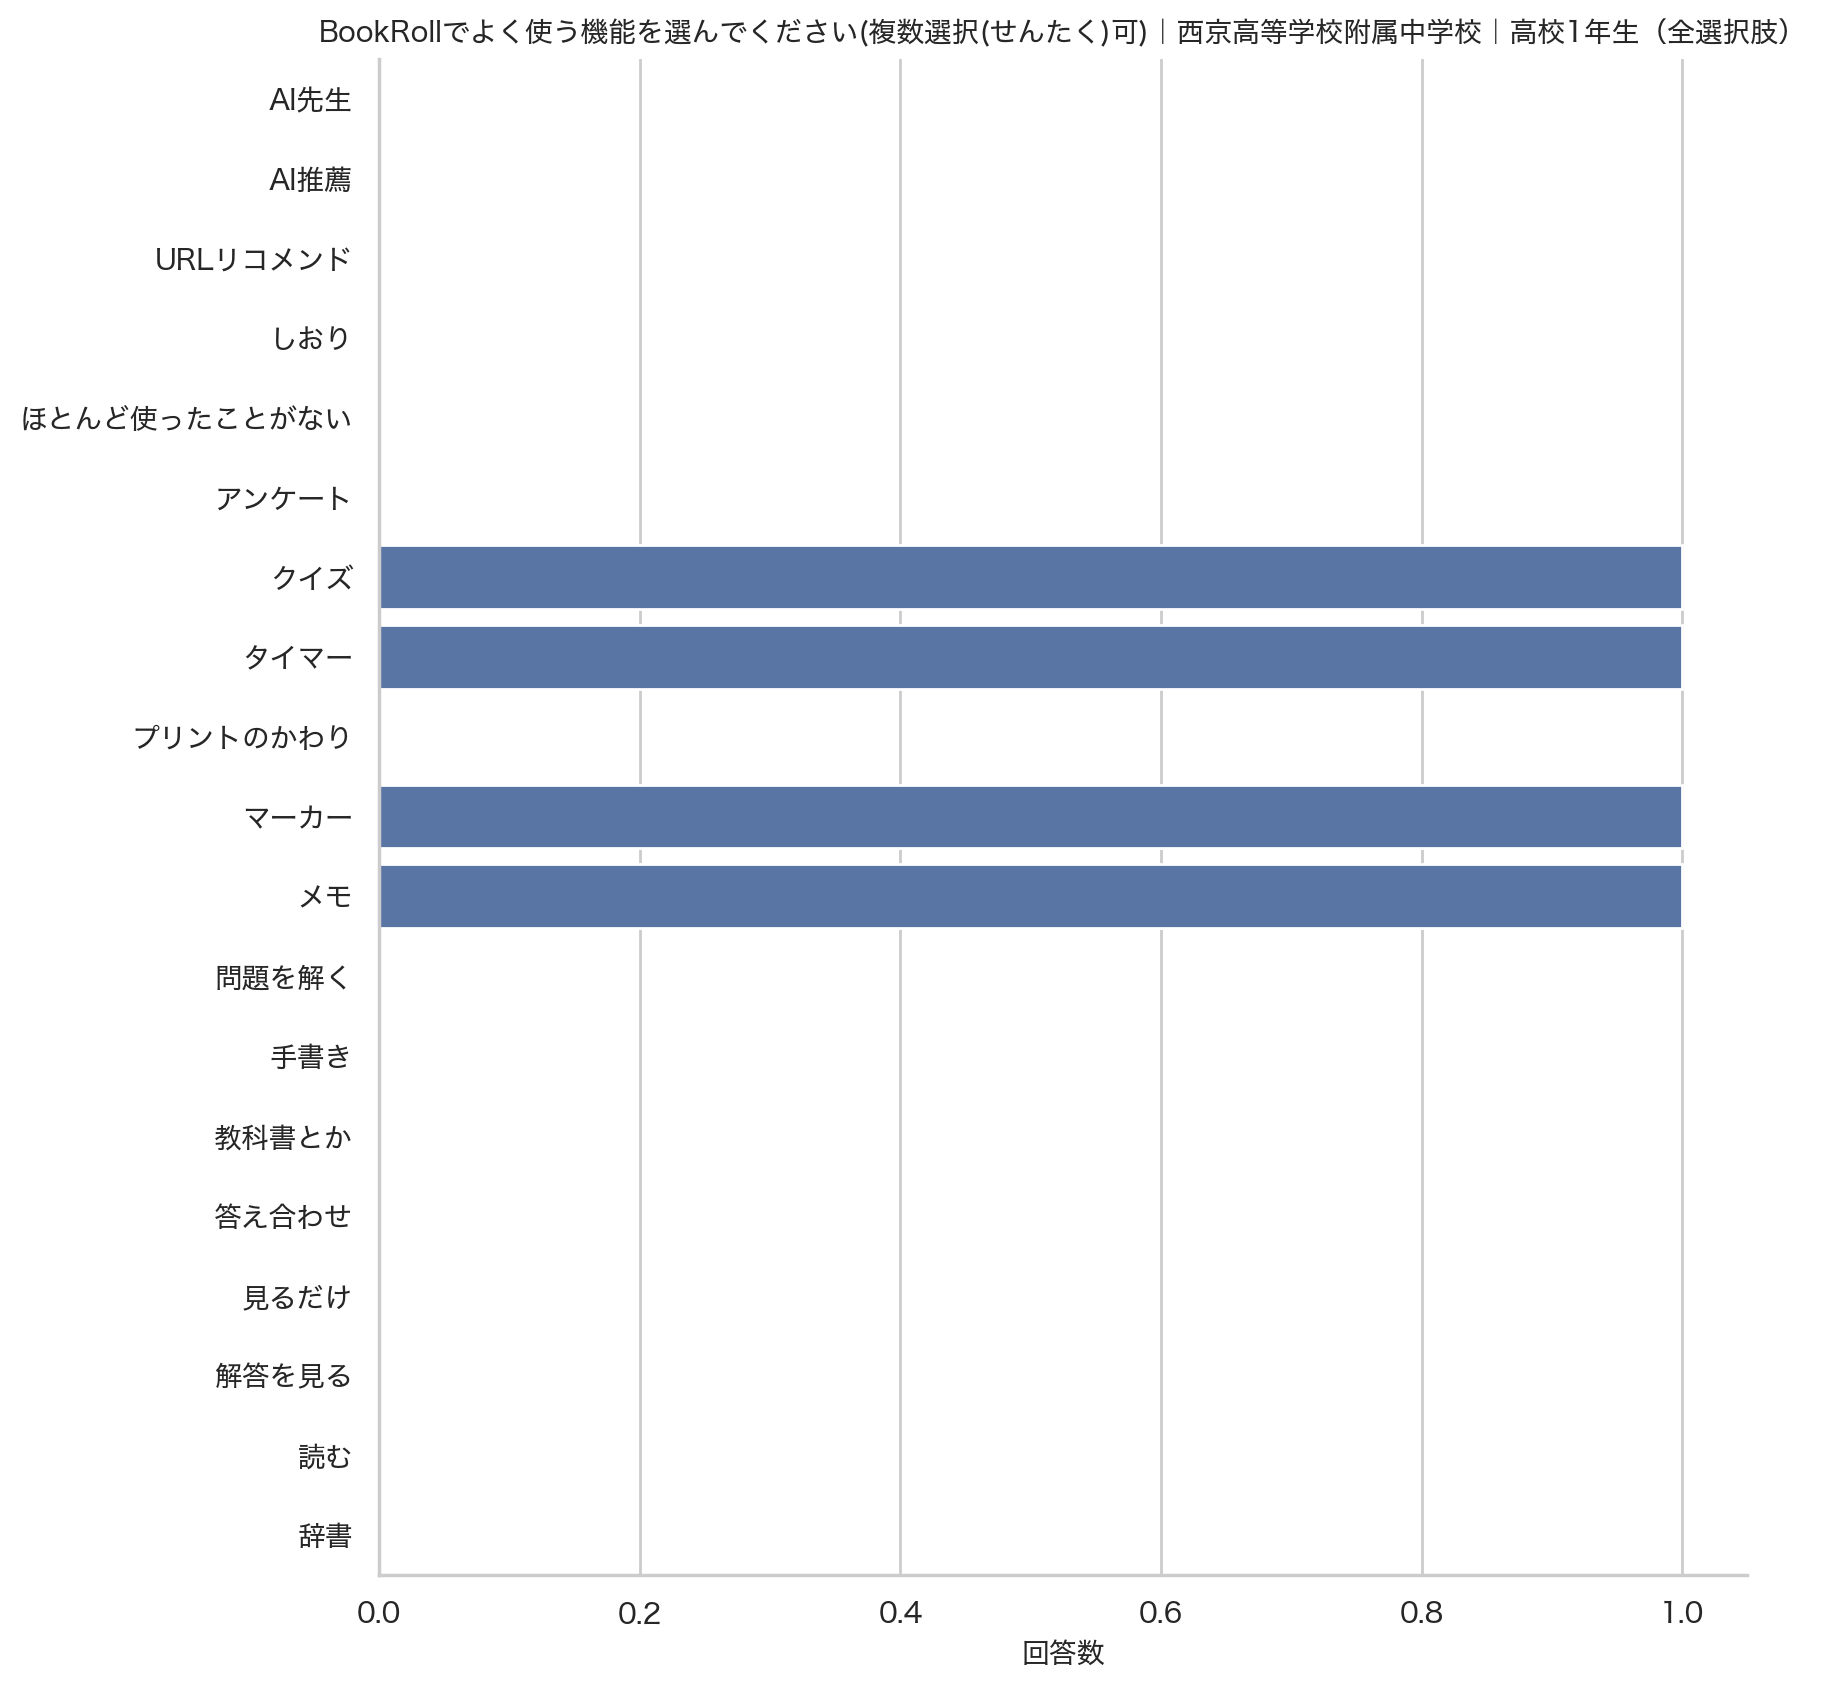 BookRollでよく使う機能を選んでください(複数選択(せんたく)可)｜西京高等学校附属中学校｜高校1年生（全選択肢）
AI先生
AI推薦
URLリコメンド
しおり
ほとんど使ったことがない
アンケート
クイズ
タイマー
プリントのかわり
マーカー
メモ
問題を解く
手書き
教科書とか
答え合わせ
見るだけ
解答を見る
読む
辞書
0.0 0.2 0.4 0.6 0.8 1.0
回答数